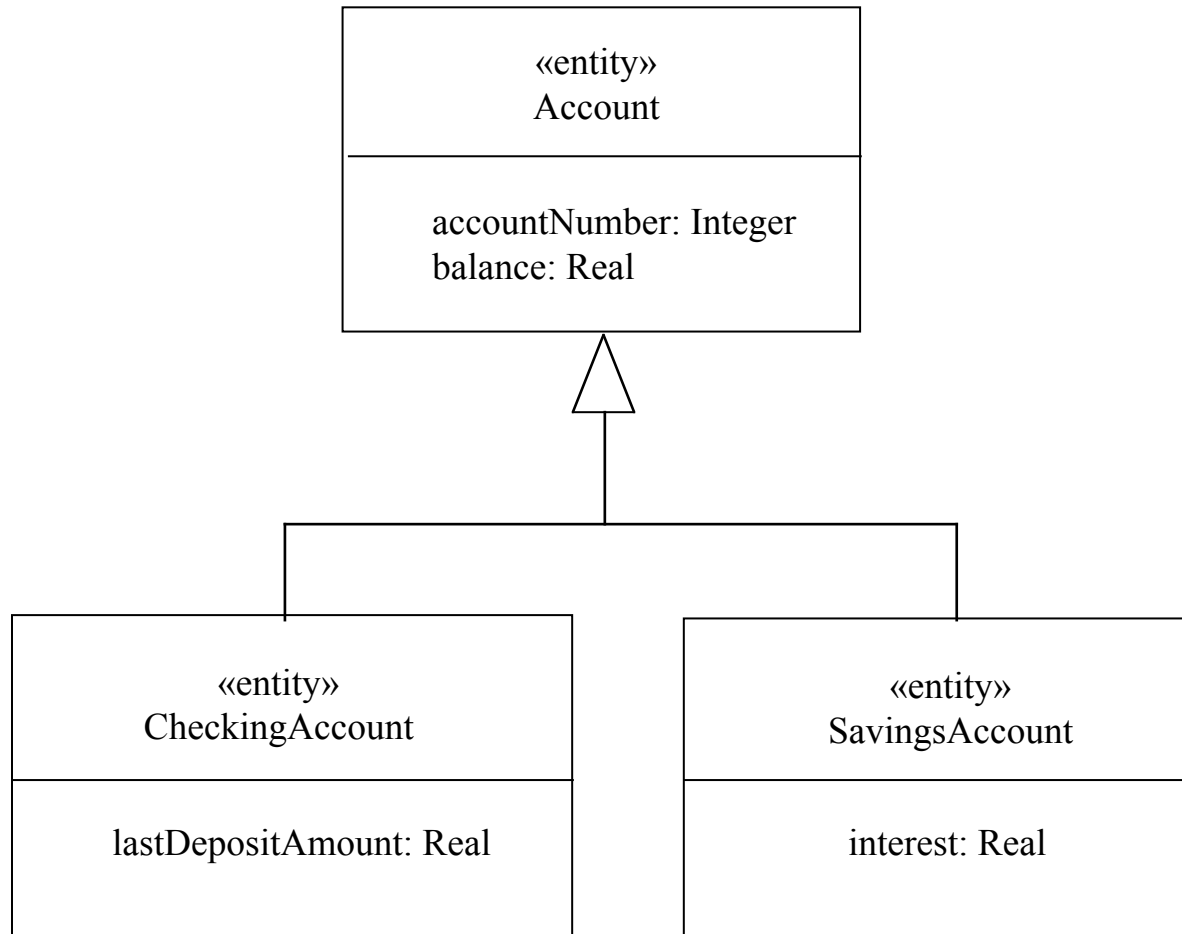 «entity»
Account
accountNumber: Integer
balance: Real
«entity»
CheckingAccount
lastDepositAmount: Real
«entity»
SavingsAccount
interest: Real